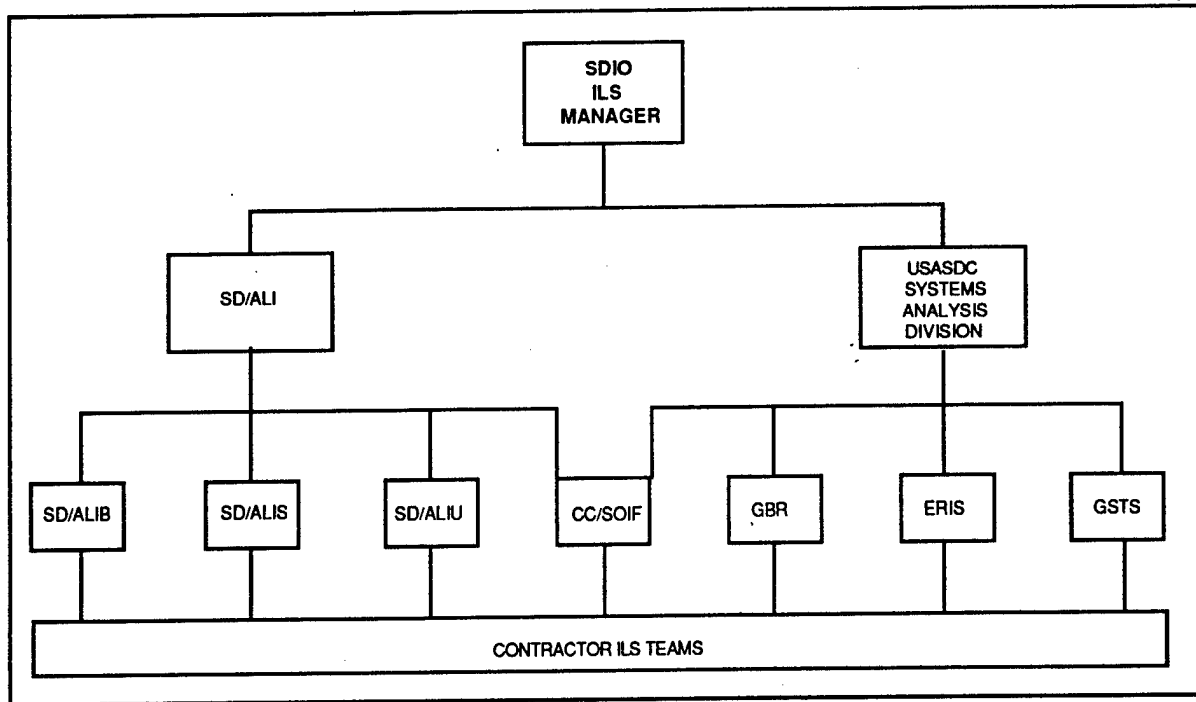 SDIO
ILS
MANAGER
SD/ALI
USASDC
SYSTEMS
ANALYSIS
DIVISION
SD/ALIB
SD/ALIS
SD/ALIU
CC/SOIF
GBR
ERIS
GSTS
CONTRACTOR ILS TEAMS